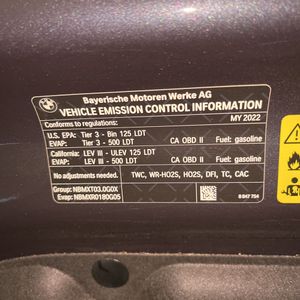 Bayerische Motoren Werke AG
VEHICLE EMISSION CONTROL INFORMATION
Conforms to regulations: MY 2022
U.S. EPA: Tier 3 - Bin 125 LDT CA OBD II Fuel: gasoline
EVAP: Tier 3 - 500 LDT
California: LEV III - ULEV 125 LDT CA OBD II Fuel: gasoline
EVAP: LEV III - 500 LDT
No adjustments needed. TWC, WR-HO2S, HO2S, DFI, TC, CAC
Group: NBMXT03.0G0X
Evap: NBMXR0180G05 8 847 754